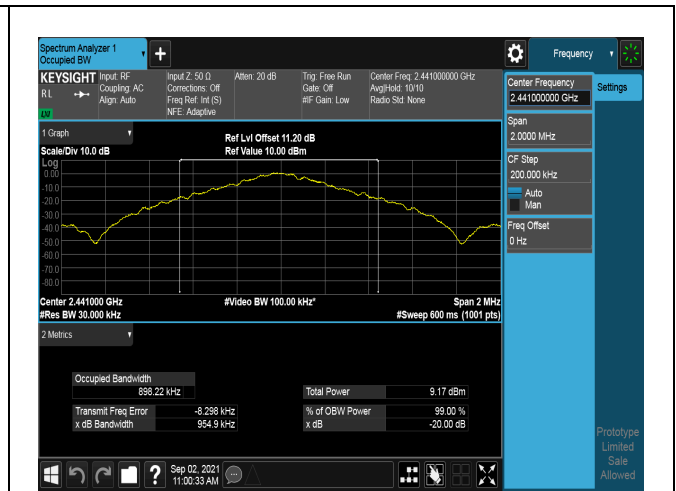 Spectrum Analyzer 1
Occupied BW
+
Frequency
KEYSIGHT
R L
LXI
Input: RF
Coupling: AC
Align: Auto
Input Z: 50 Ω
Corrections: Off
Freq Ref: Int (S)
NFE: Adaptive
Atten: 20 dB
Trig: Free Run
Gate: Off
#IF Gain: Low
Center Freq: 2.441000000 GHz
Avg|Hold: 10/10
Radio Std: None
Center Frequency
2.441000000 GHz
Settings
Span
2.0000 MHz
CF Step
200.000 kHz
Auto
Man
Freq Offset
0 Hz
1 Graph
Scale/Div 10.0 dB
Ref Lvl Offset 11.20 dB
Ref Value 10.00 dBm
Log
0.00
-10.0
-20.0
-30.0
-40.0
-50.0
-60.0
-70.0
-80.0
Center 2.441000 GHz
#Video BW 100.00 kHz*
Span 2 MHz
#Res BW 30.000 kHz
#Sweep 600 ms (1001 pts)
2 Metrics
Occupied Bandwidth
898.22 kHz
Total Power 9.17 dBm
Transmit Freq Error -8.298 kHz
% of OBW Power 99.00 %
x dB Bandwidth 954.9 kHz
x dB -20.00 dB
Prototype
Limited
Sale
Allowed
?
Sep 02, 2021
11:00:33 AM